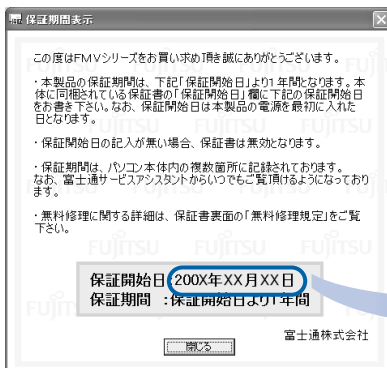 保証期間表示
この度はFMVシリーズをお買い求め頂き誠にありがとうございます。
・本製品の保証期間は、下記「保証開始日」より1年間となります。本
体に同梱されている保証書の「保証開始日」欄に下記の保証開始日
をお書き下さい。なお、保証開始日は本製品の電源を最初に入れた
日となります。
・保証開始日の記入が無い場合、保証書は無効となります。
・保証期間は、パソコン本体内の複数箇所に記録されております。
なお、富士通サービスアシスタントからいつでもご覧頂けるようになっており
ます。
・無料修理に関する詳細は、保証書裏面の「無料修理規定」をご覧
下さい。
保証開始日:200X年XX月XX日
保証期間 :保証開始日より1年間
富士通株式会社
閉じる